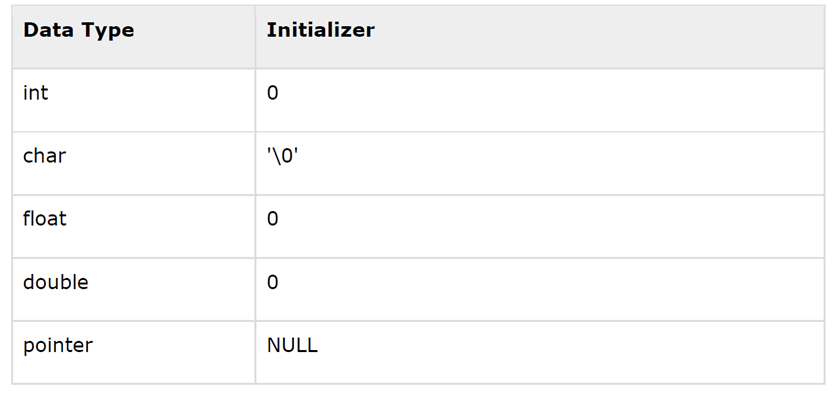 Data Type Initializer
int 0
char '\0'
float 0
double 0
pointer NULL